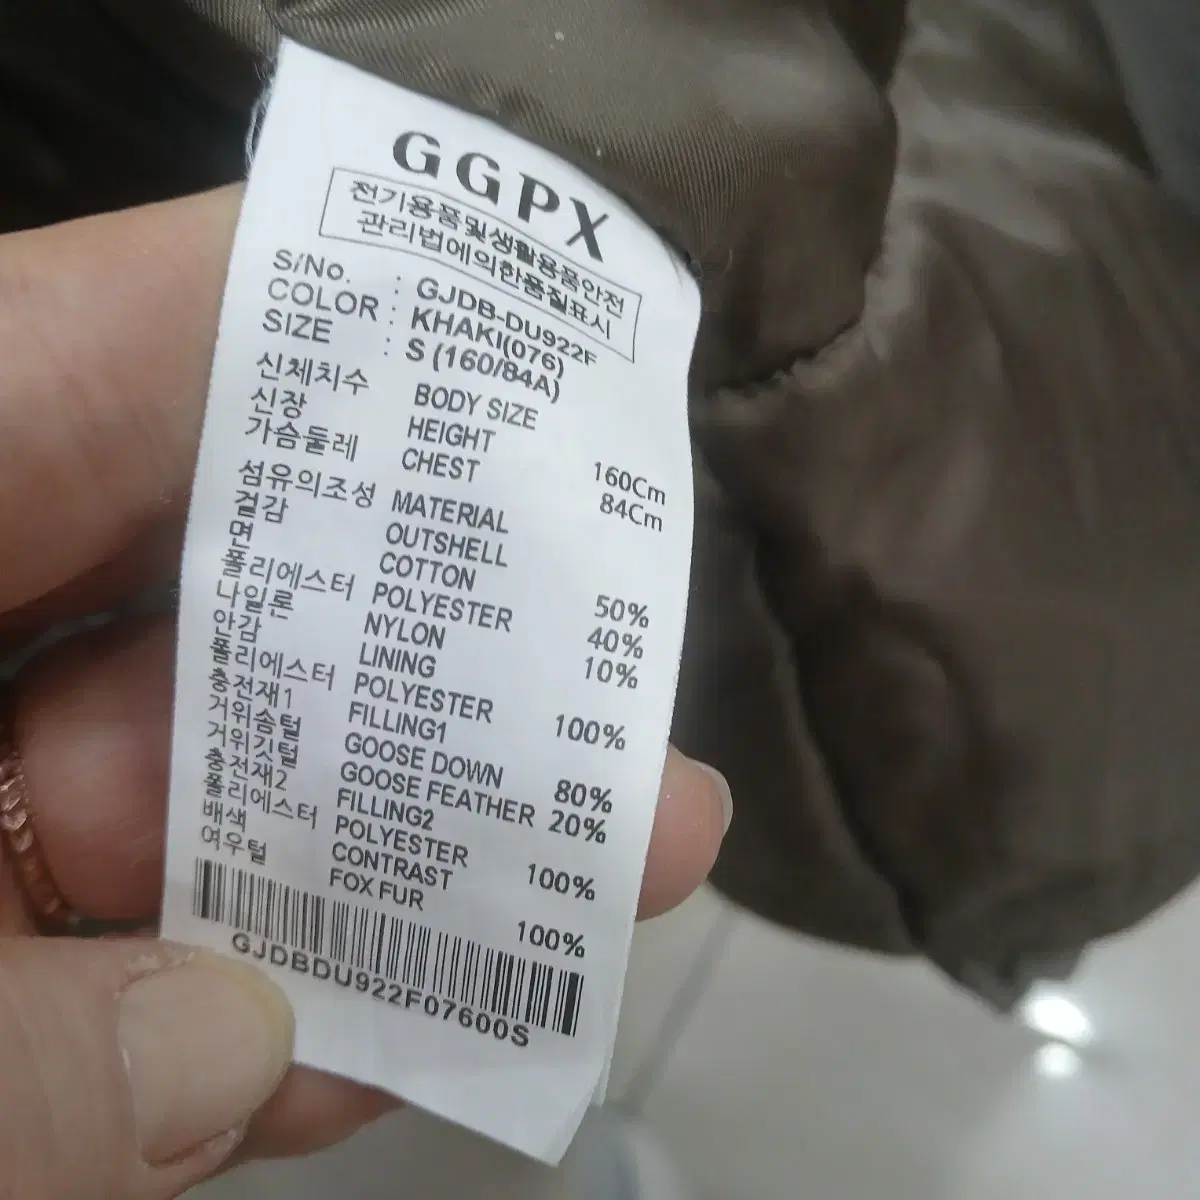 GGPX
전기용품및생활용품안전
관리법에의한품질표시
S/No. : GJDB-DU922F
COLOR : KHAKI(076)
SIZE : S (160/84A)
신체치수 BODY SIZE
신장 HEIGHT 160Cm
가슴둘레 CHEST 84Cm
섬유의조성 MATERIAL
겉감 OUTSHELL
면 COTTON 50%
폴리에스터 POLYESTER 40%
나일론 NYLON 10%
안감 LINING
폴리에스터 POLYESTER 100%
충전재1 FILLING1
거위솜털 GOOSE DOWN 80%
거위깃털 GOOSE FEATHER 20%
충전재2 FILLING2
폴리에스터 POLYESTER 100%
배색 CONTRAST
여우털 FOX FUR 100%
GJDBDU922F07600S